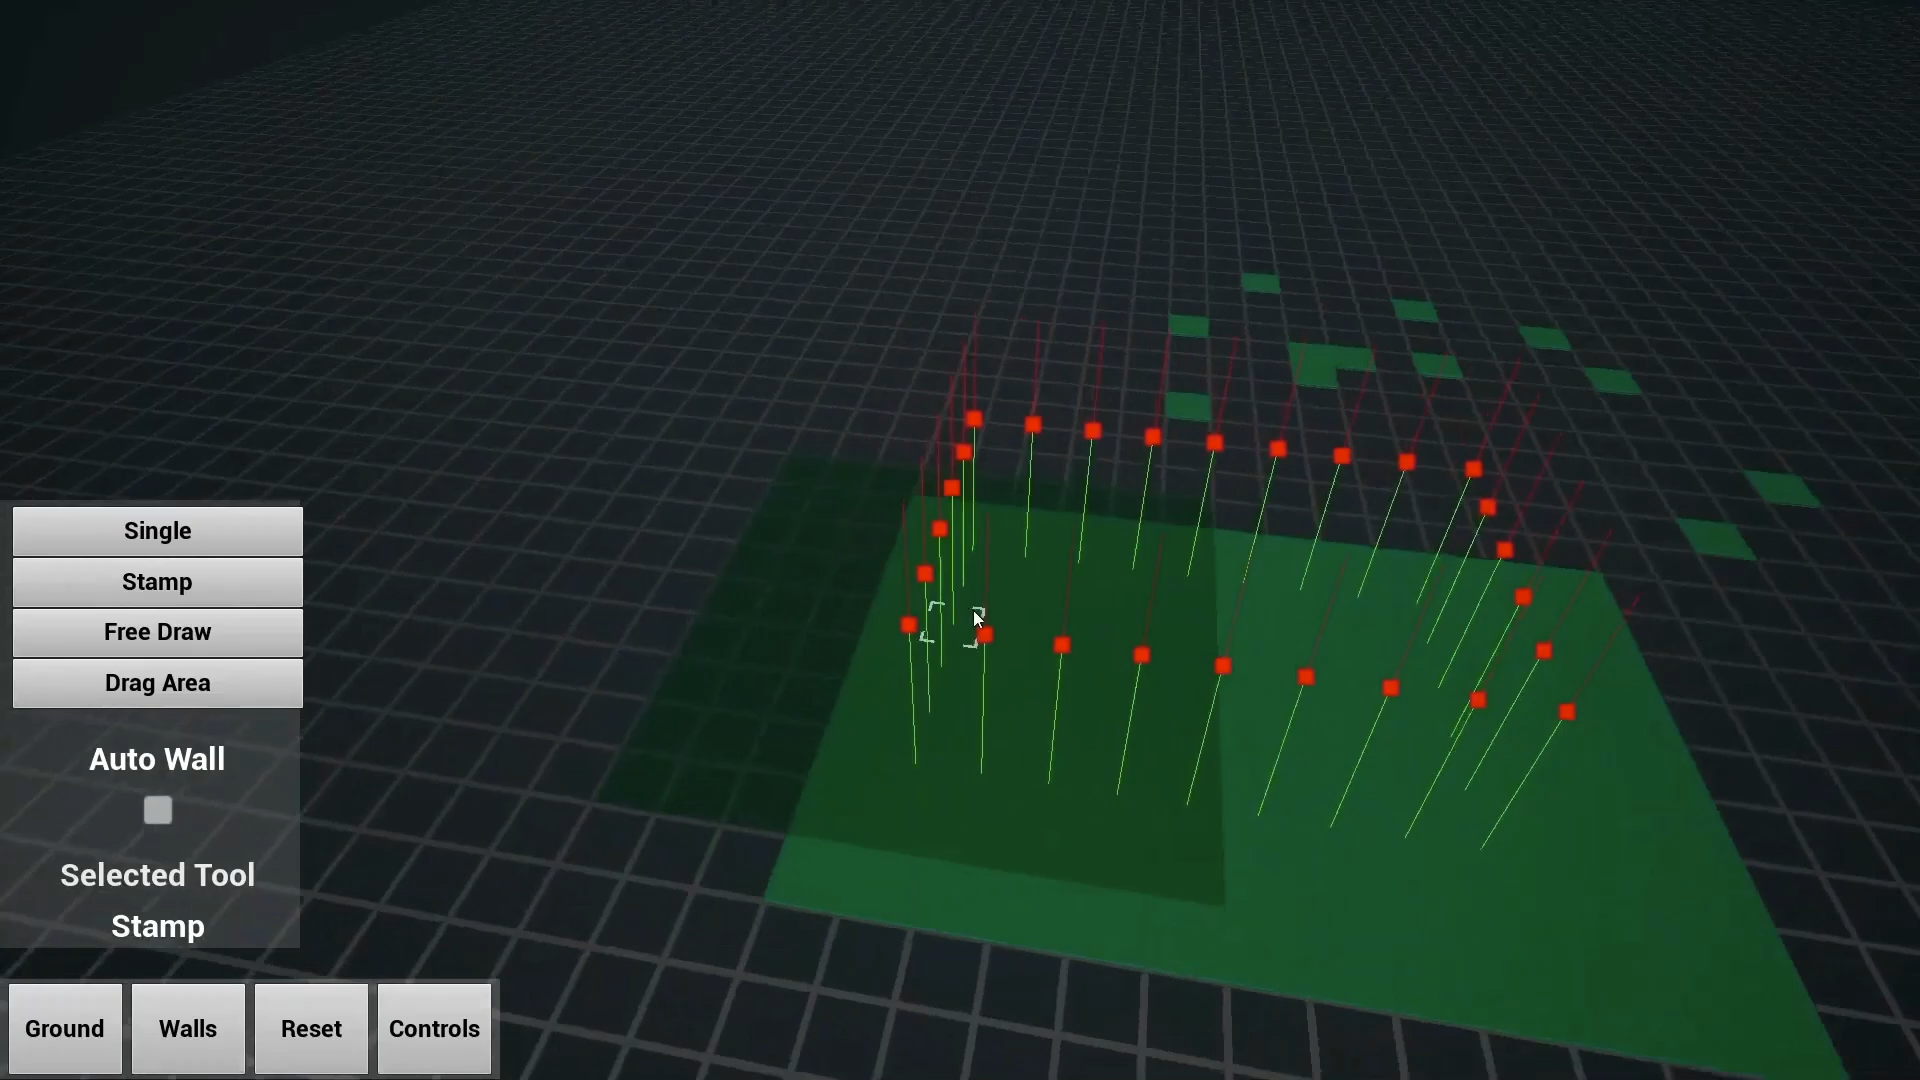 Single
Stamp
Free Draw
Drag Area
Auto Wall
Selected Tool
Stamp
Ground
Walls
Reset
Controls